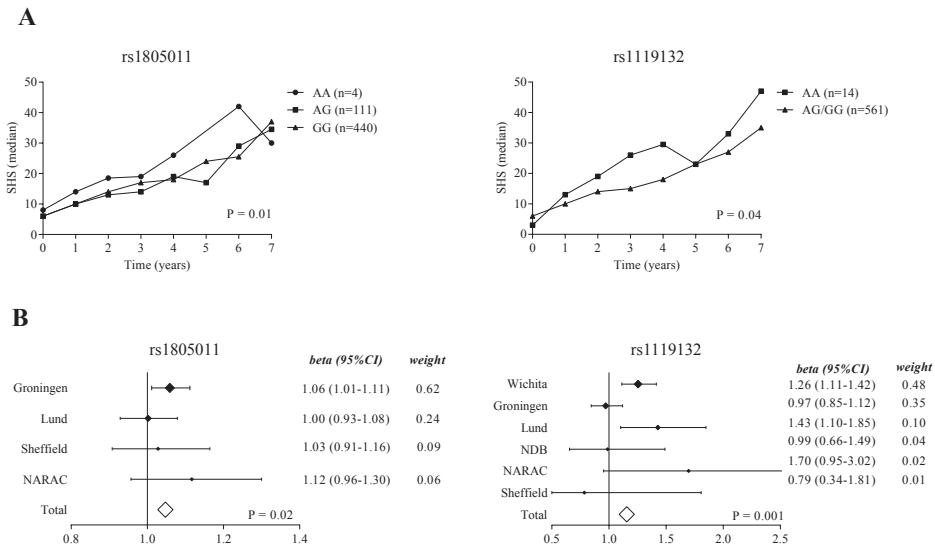 A
rs1805011
50
40
30
20
10
0
SHS (median)
0 1 2 3 4 5 6 7
Time (years)
P = 0.01
AA (n=4)
AG (n=111)
GG (n=440)
rs1119132
50
40
30
20
10
0
SHS (median)
0 1 2 3 4 5 6 7
Time (years)
P = 0.04
AA (n=14)
AG/GG (n=561)
B
rs1805011
beta (95%CI) weight
Groningen 1.06 (1.01-1.11) 0.62
Lund 1.00 (0.93-1.08) 0.24
Sheffield 1.03 (0.91-1.16) 0.09
NARAC 1.12 (0.96-1.30) 0.06
Total P = 0.02
0.8 1.0 1.2 1.4
rs1119132
beta (95%CI) weight
Wichita 1.26 (1.11-1.42) 0.48
Groningen 0.97 (0.85-1.12) 0.35
Lund 1.43 (1.10-1.85) 0.10
NDB 0.99 (0.66-1.49) 0.04
NARAC 1.70 (0.95-3.02) 0.02
Sheffield 0.79 (0.34-1.81) 0.01
Total P = 0.001
0.5 1.0 1.5 2.0 2.5